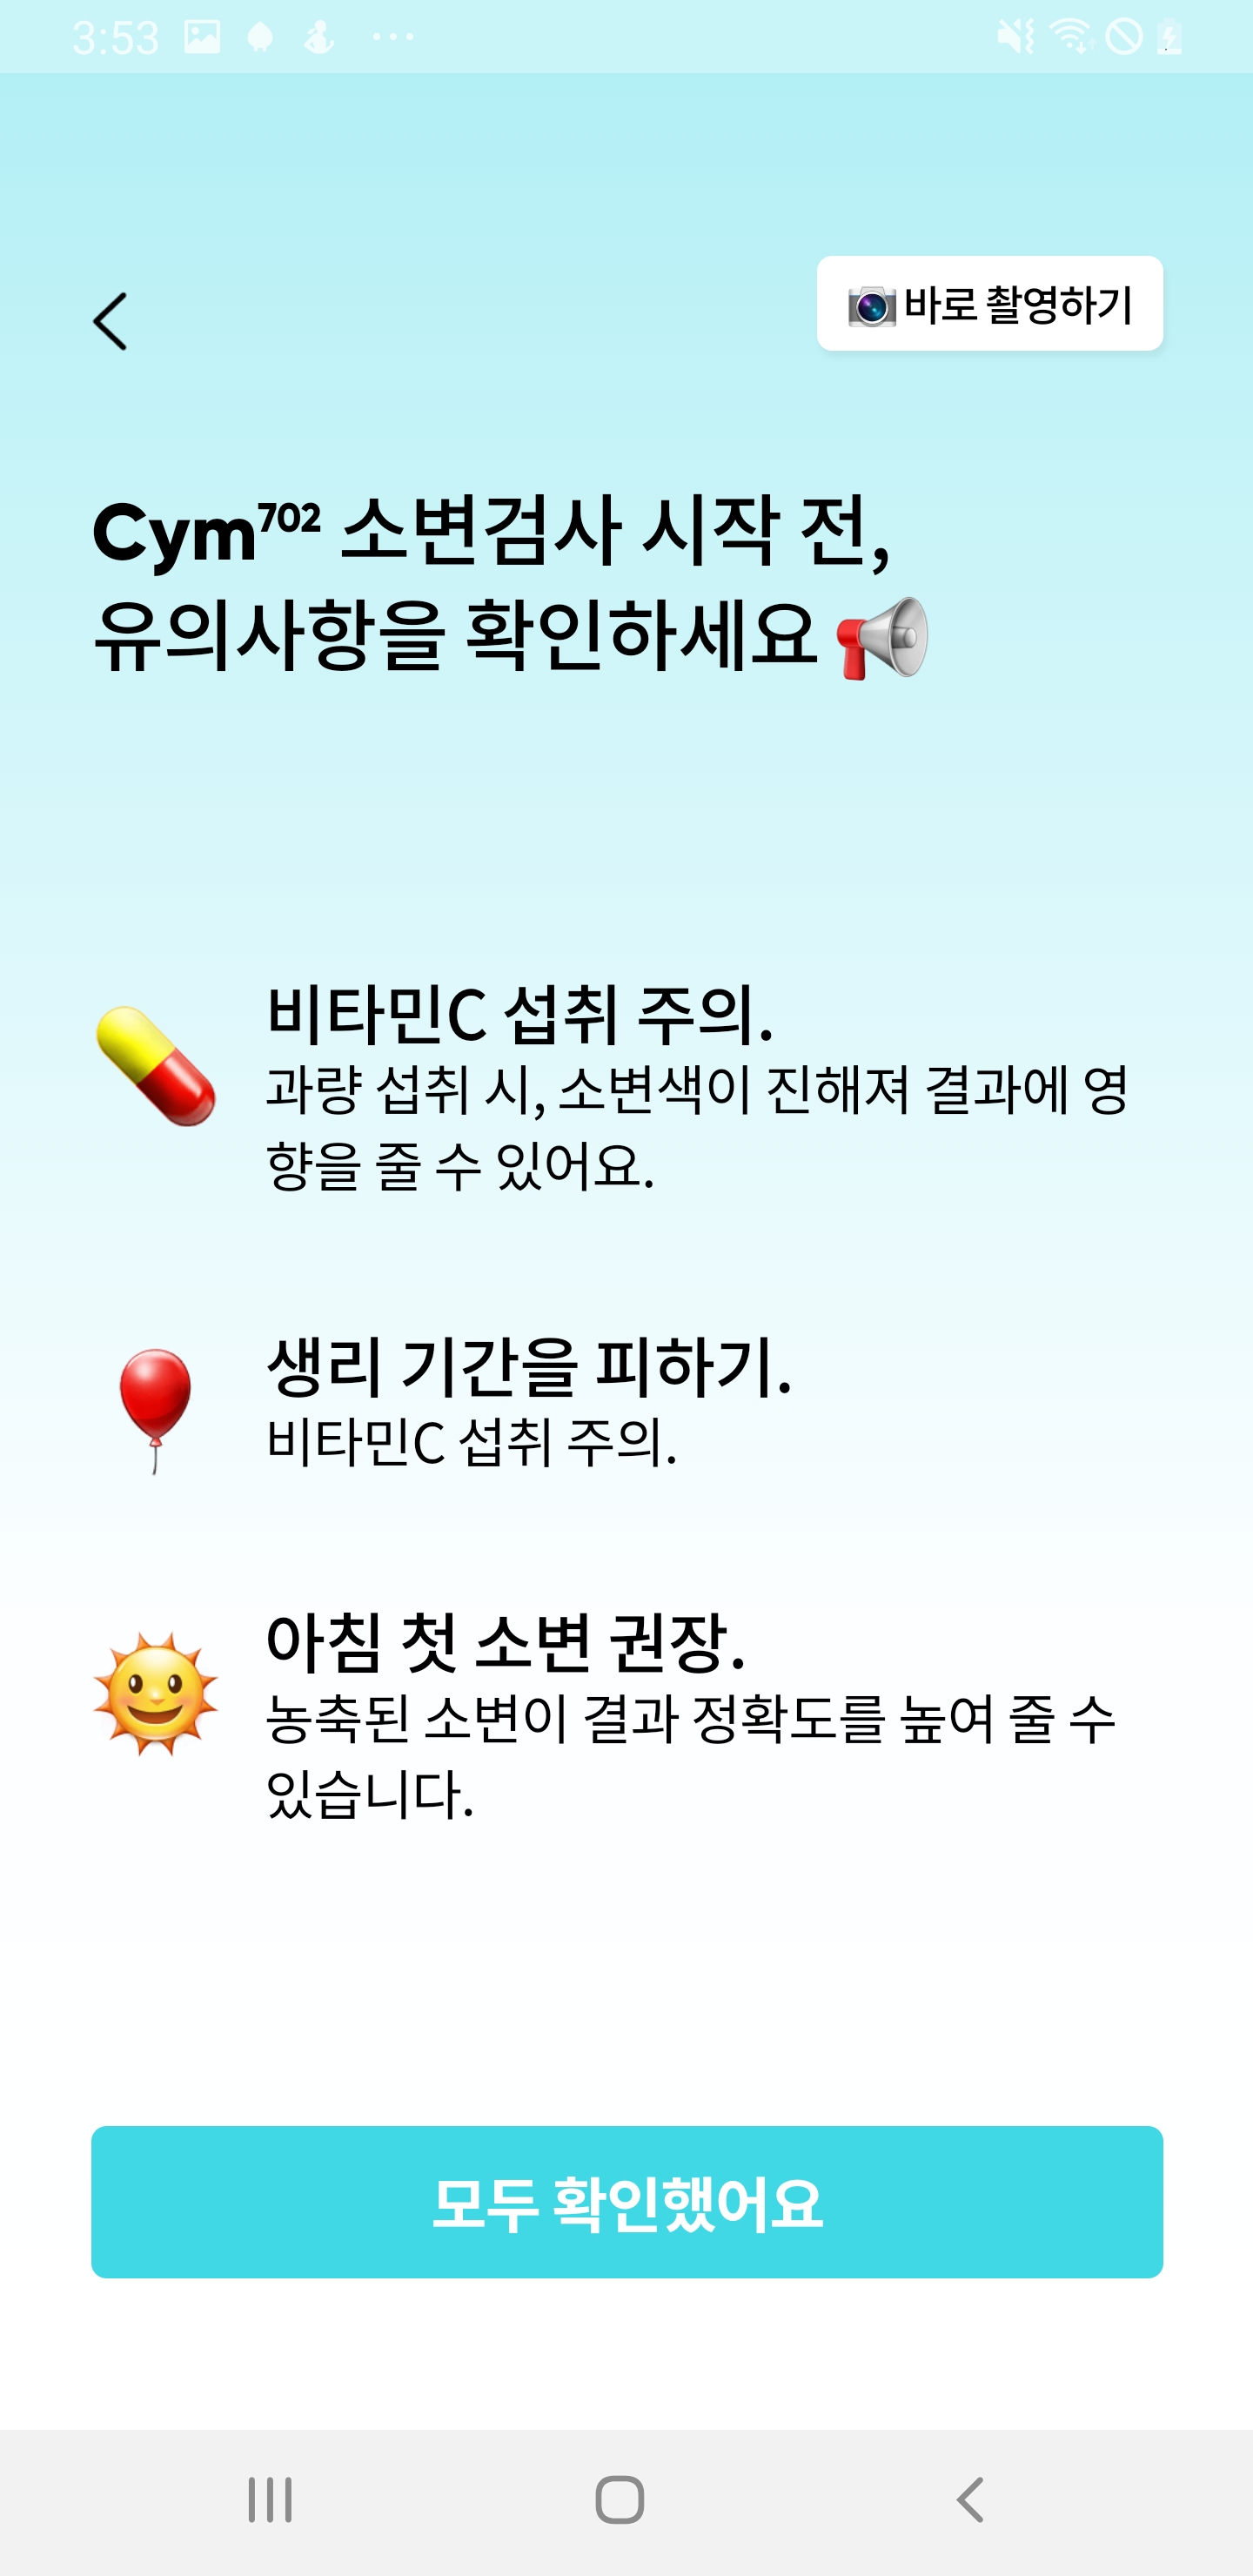 3:53
바로 촬영하기
Cym⁷⁰² 소변검사 시작 전,
유의사항을 확인하세요
비타민C 섭취 주의.
과량 섭취 시, 소변색이 진해져 결과에 영
향을 줄 수 있어요.
생리 기간을 피하기.
비타민C 섭취 주의.
아침 첫 소변 권장.
농축된 소변이 결과 정확도를 높여 줄 수
있습니다.
모두 확인했어요